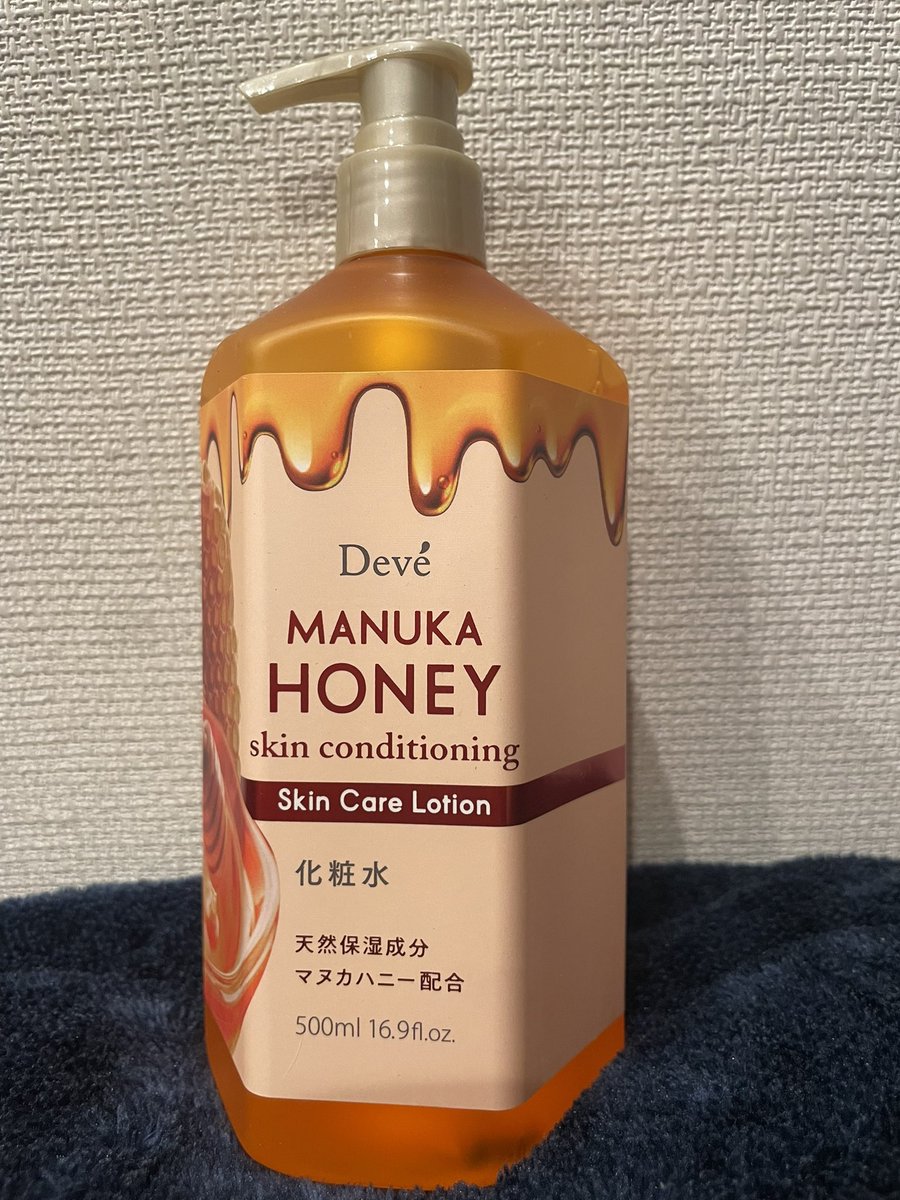 Devé
MANUKA
HONEY
skin conditioning
Skin Care Lotion
化粧水
天然保湿成分
マヌカハニー配合
500ml 16.9fl.oz.